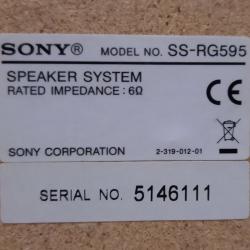 SONY® MODEL NO. SS-RG595
SPEAKER SYSTEM
RATED IMPEDANCE: 6Ω
CE
SONY CORPORATION 2-319-012-01
SERIAL NO. 5146111